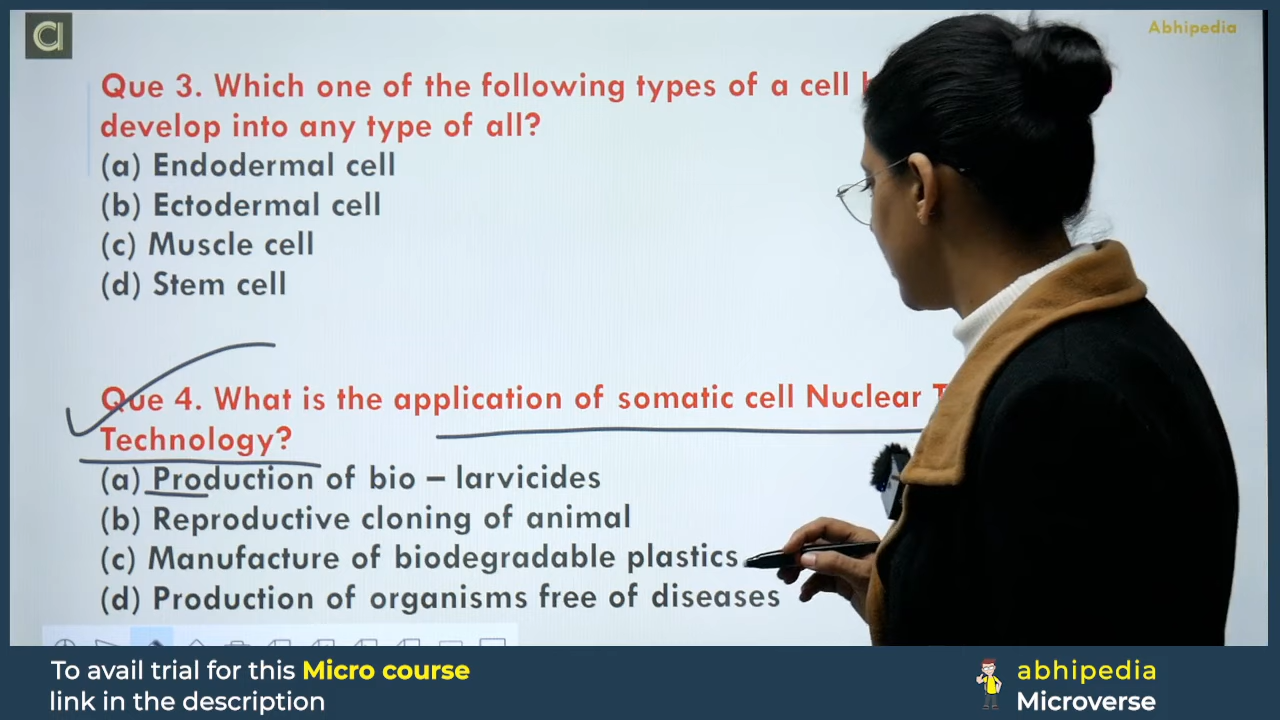 Abhipedia
Que 3. Which one of the following types of a cell
develop into any type of all?
(a) Endodermal cell
(b) Ectodermal cell
(c) Muscle cell
(d) Stem cell
Que 4. What is the application of somatic cell Nuclear
Technology?
(a) Production of bio – larvicides
(b) Reproductive cloning of animal
(c) Manufacture of biodegradable plastics
(d) Production of organisms free of diseases
To avail trial for this Micro course
link in the description
abhipedia
Microverse